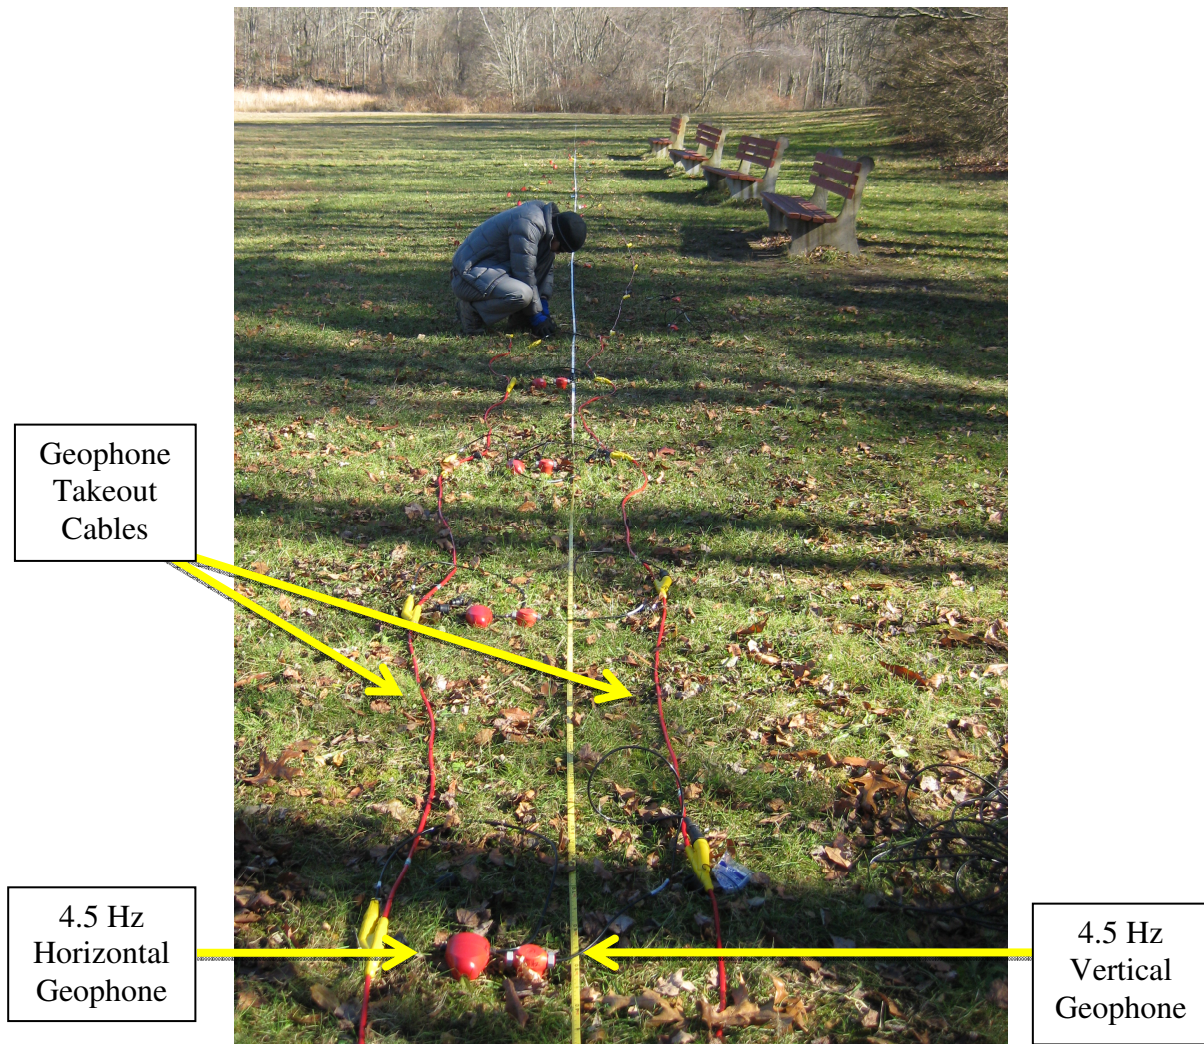 Geophone
Takeout
Cables
4.5 Hz
Horizontal
Geophone
4.5 Hz
Vertical
Geophone